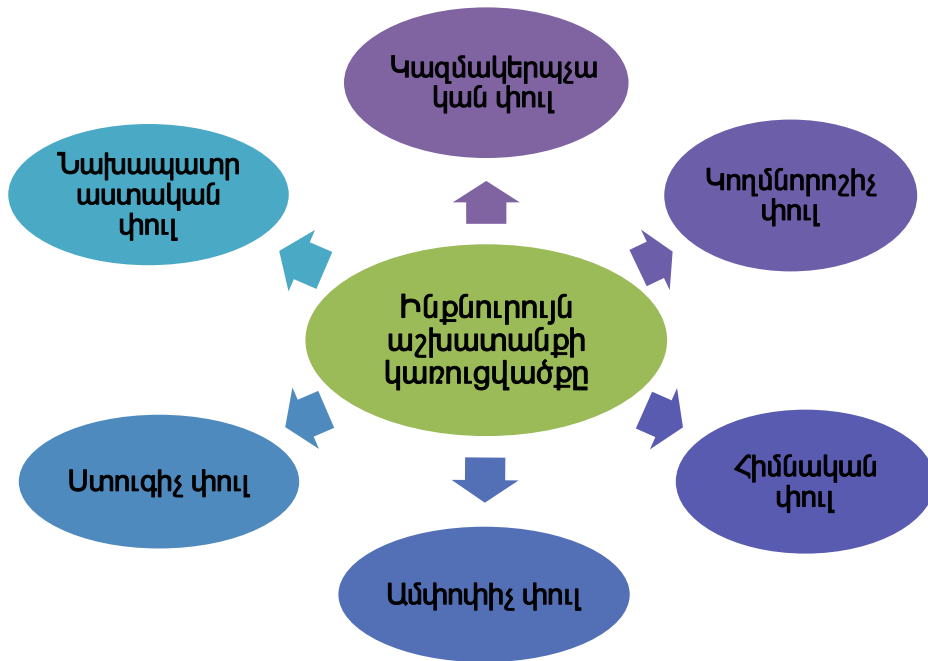 Կազմակերպչա
կան փուլ
Կողմնորոշիչ
փուլ
Հիմնական
փուլ
Ամփոփիչ փուլ
Ստուգիչ փուլ
Նախապատր
աստական
փուլ
Ինքնուրույն
աշխատանքի
կառուցվածքը